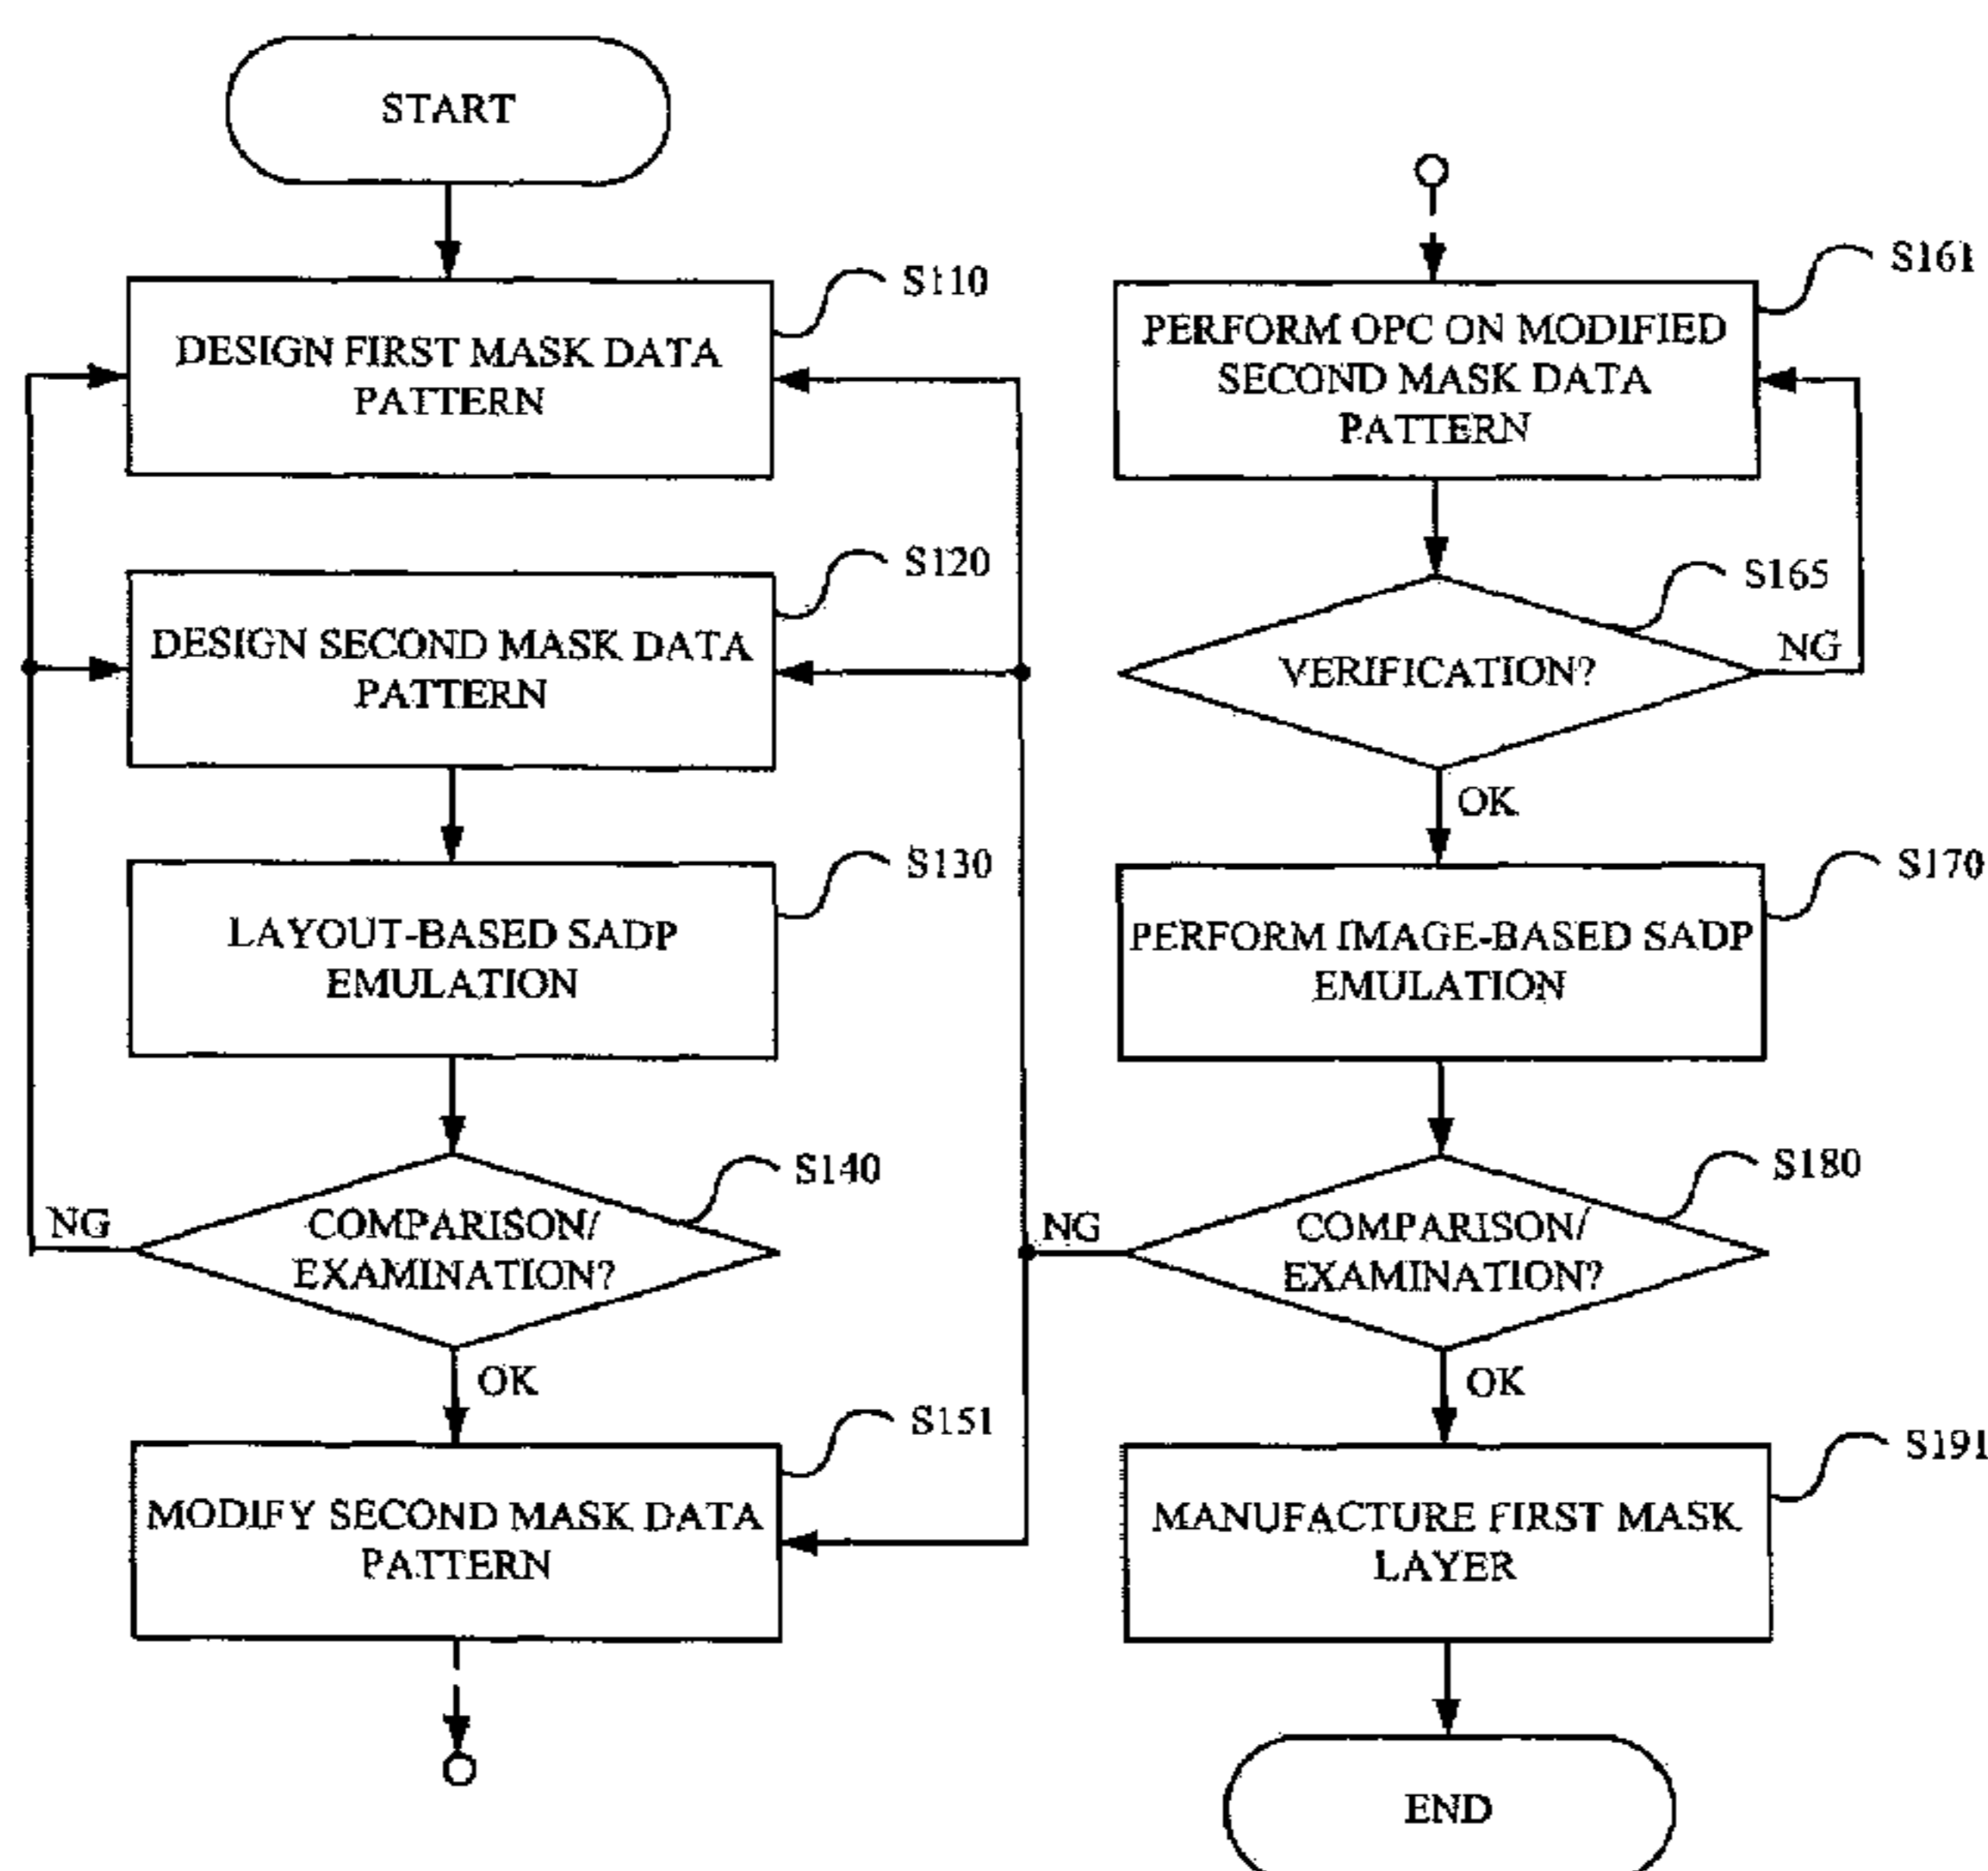 START
S110
DESIGN FIRST MASK DATA
PATTERN
S120
DESIGN SECOND MASK DATA
PATTERN
S130
LAYOUT-BASED SADP
EMULATION
S140
NG
COMPARISON/
EXAMINATION?
OK
S151
MODIFY SECOND MASK DATA
PATTERN
S161
PERFORM OPC ON MODIFIED
SECOND MASK DATA
PATTERN
S165
VERIFICATION?
NG
OK
S170
PERFORM IMAGE-BASED SADP
EMULATION
S180
NG
COMPARISON/
EXAMINATION?
OK
S191
MANUFACTURE FIRST MASK
LAYER
END